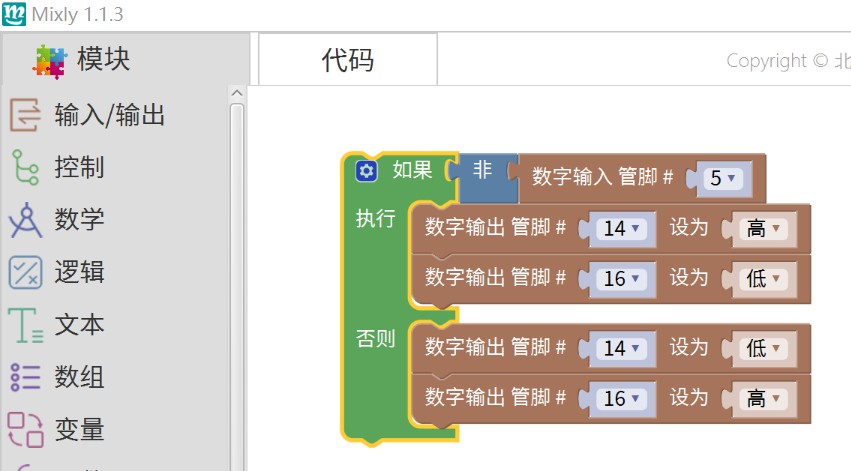 Mixly 1.1.3
模块
代码
Copyright © 北
输入/输出
控制
数学
逻辑
文本
数组
变量
如果 非 数字输入 管脚 # 5
执行 数字输出 管脚 # 14 设为 高
数字输出 管脚 # 16 设为 低
否则 数字输出 管脚 # 14 设为 低
数字输出 管脚 # 16 设为 高